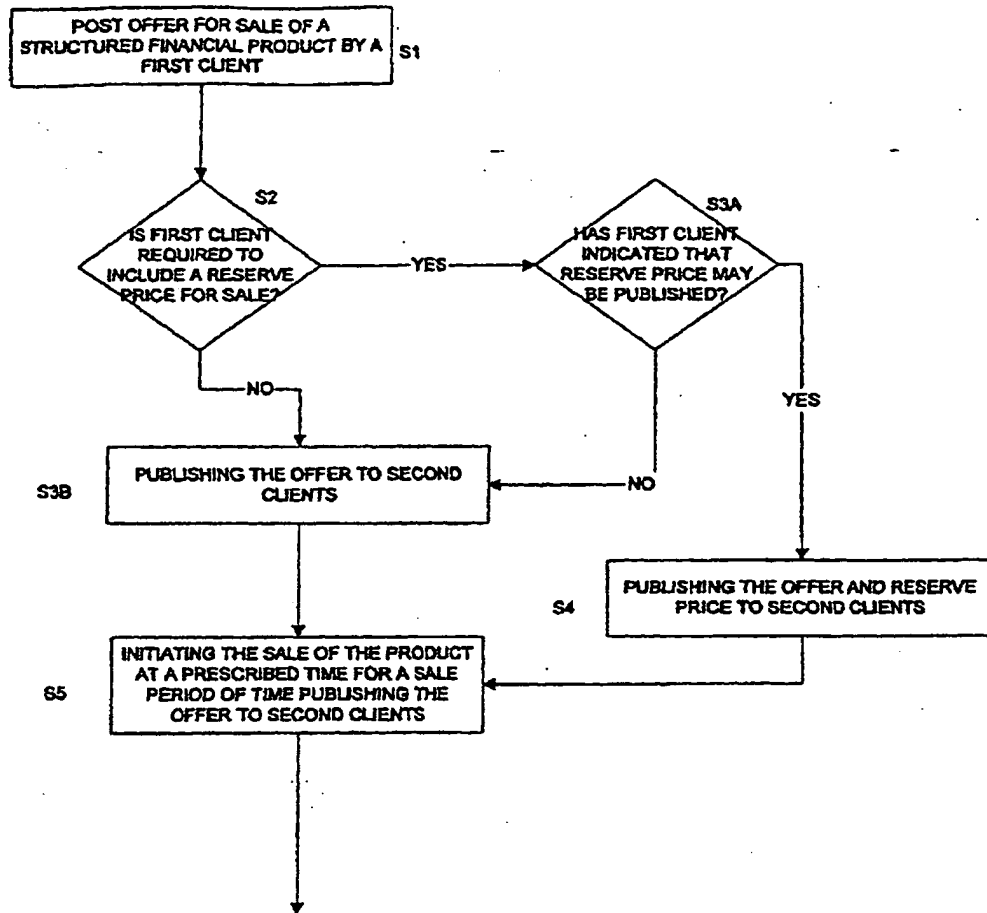 POST OFFER FOR SALE OF A
STRUCTURED FINANCIAL PRODUCT BY A
FIRST CLIENT
S1
S2
IS FIRST CLIENT
REQUIRED TO
INCLUDE A RESERVE
PRICE FOR SALE?
YES
S3A
HAS FIRST CLIENT
INDICATED THAT
RESERVE PRICE MAY
BE PUBLISHED?
NO
YES
S3B
PUBLISHING THE OFFER TO SECOND
CLIENTS
NO
S4
PUBLISHING THE OFFER AND RESERVE
PRICE TO SECOND CLIENTS
S5
INITIATING THE SALE OF THE PRODUCT
AT A PRESCRIBED TIME FOR A SALE
PERIOD OF TIME PUBLISHING THE
OFFER TO SECOND CLIENTS